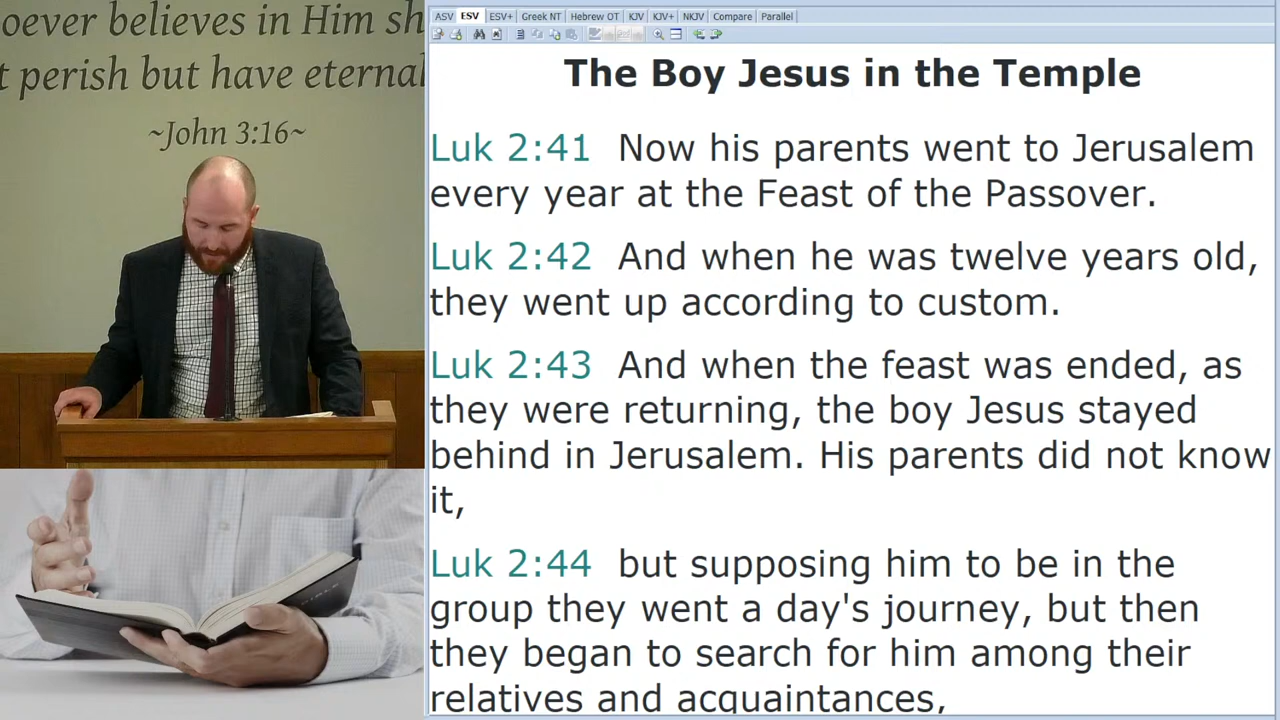 oever believes in Him sh
t perish but have eternal
~John 3:16~
ASV ESV ESV+ Greek NT Hebrew OT KJV KJV+ NKJV Compare Parallel
The Boy Jesus in the Temple
Luk 2:41 Now his parents went to Jerusalem
every year at the Feast of the Passover.
Luk 2:42 And when he was twelve years old,
they went up according to custom.
Luk 2:43 And when the feast was ended, as
they were returning, the boy Jesus stayed
behind in Jerusalem. His parents did not know
it,
Luk 2:44 but supposing him to be in the
group they went a day's journey, but then
they began to search for him among their
relatives and acquaintances,